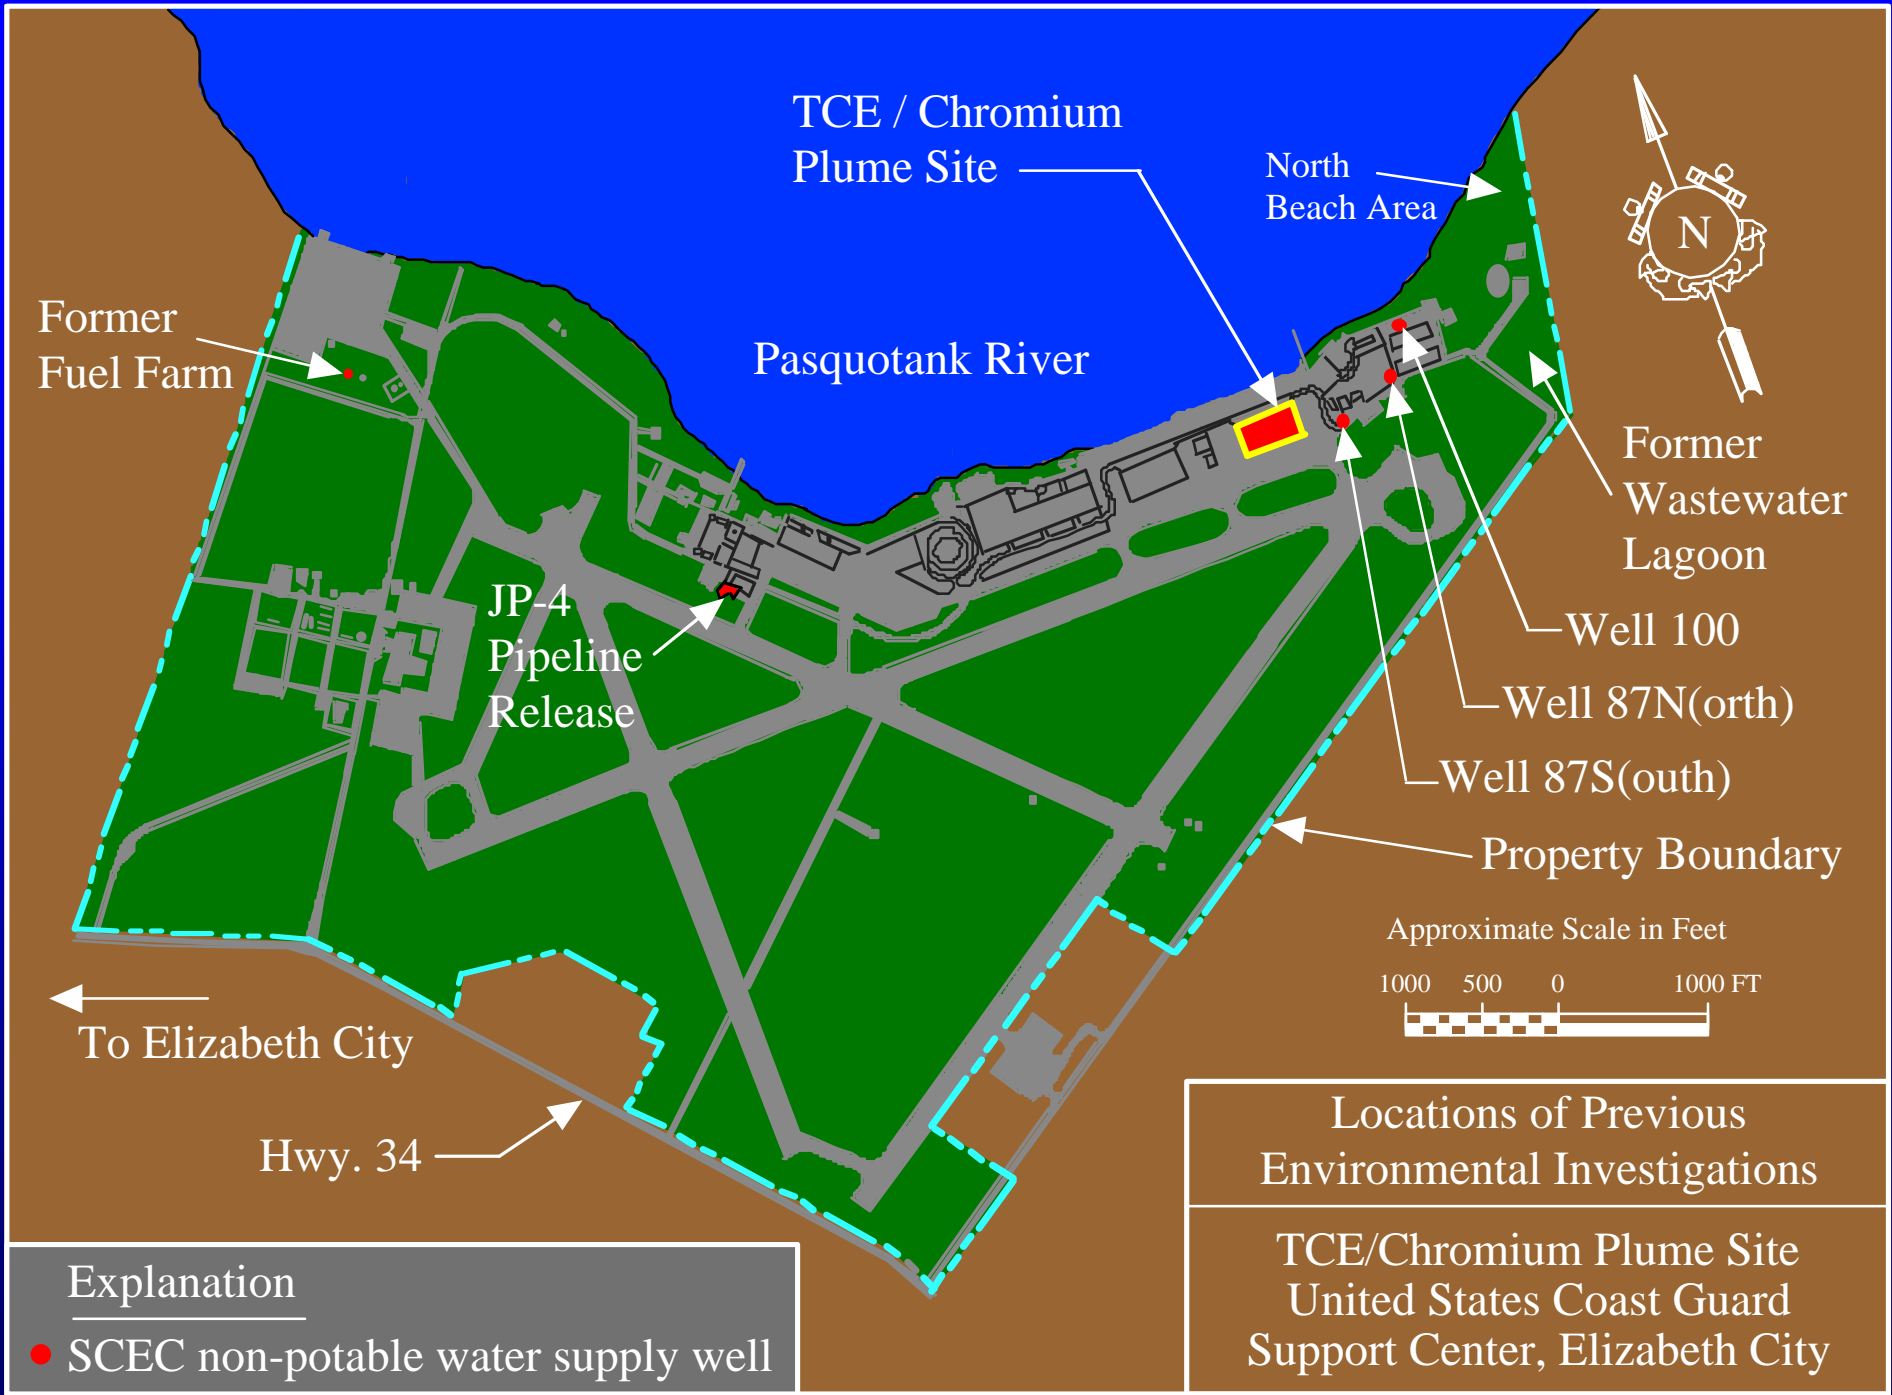 TCE / Chromium
Plume Site
North
Beach Area
N
Former
Fuel Farm
Pasquotank River
Former
Wastewater
Lagoon
JP-4
Pipeline
Release
Well 100
Well 87N(orth)
Well 87S(outh)
Property Boundary
Approximate Scale in Feet
1000 500 0 1000 FT
To Elizabeth City
Hwy. 34
Locations of Previous
Environmental Investigations
TCE/Chromium Plume Site
United States Coast Guard
Support Center, Elizabeth City
Explanation
SCEC non-potable water supply well